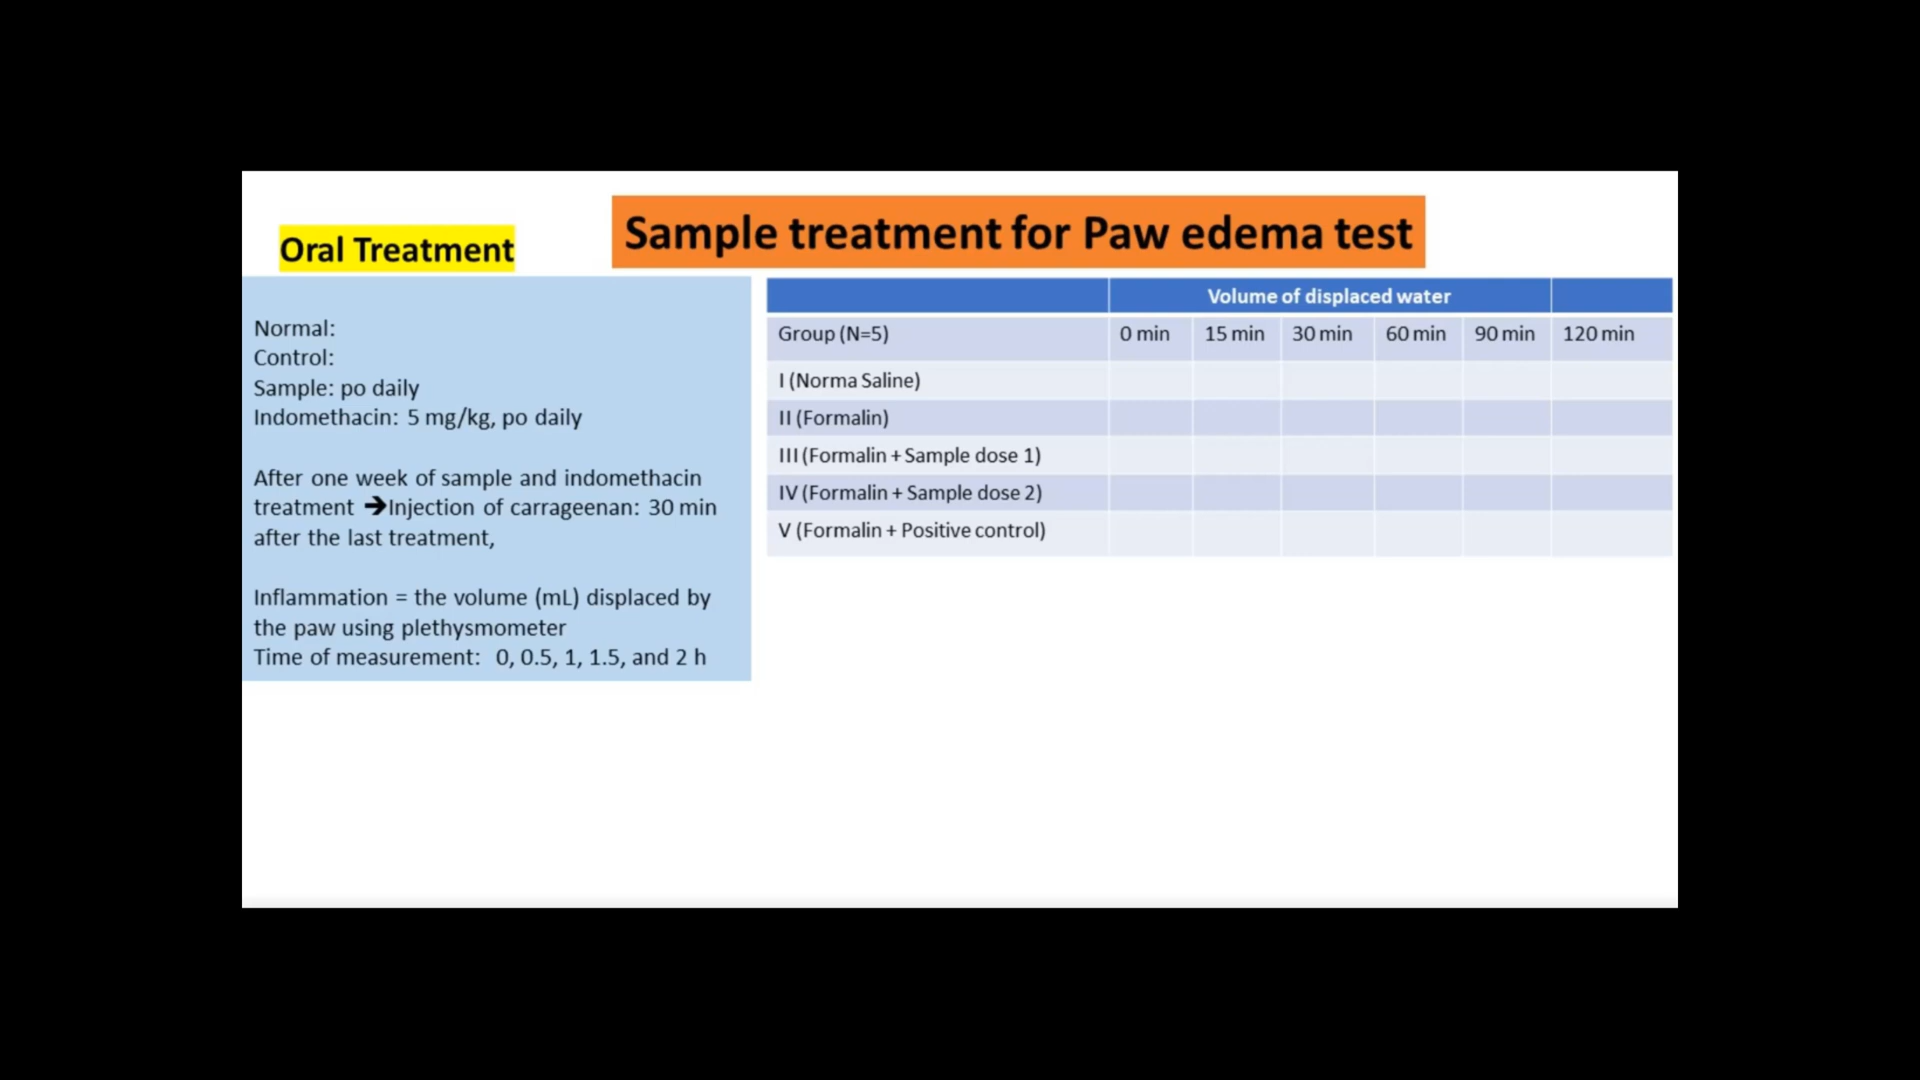 Sample treatment for Paw edema test
Oral Treatment
Normal:
Control:
Sample: po daily
Indomethacin: 5 mg/kg, po daily
After one week of sample and indomethacin
treatment ➔Injection of carrageenan: 30 min
after the last treatment,
Inflammation = the volume (mL) displaced by
the paw using plethysmometer
Time of measurement: 0, 0.5, 1, 1.5, and 2 h
Volume of displaced water
Group (N=5) 0 min 15 min 30 min 60 min 90 min 120 min
I (Norma Saline)
II (Formalin)
III (Formalin + Sample dose 1)
IV (Formalin + Sample dose 2)
V (Formalin + Positive control)